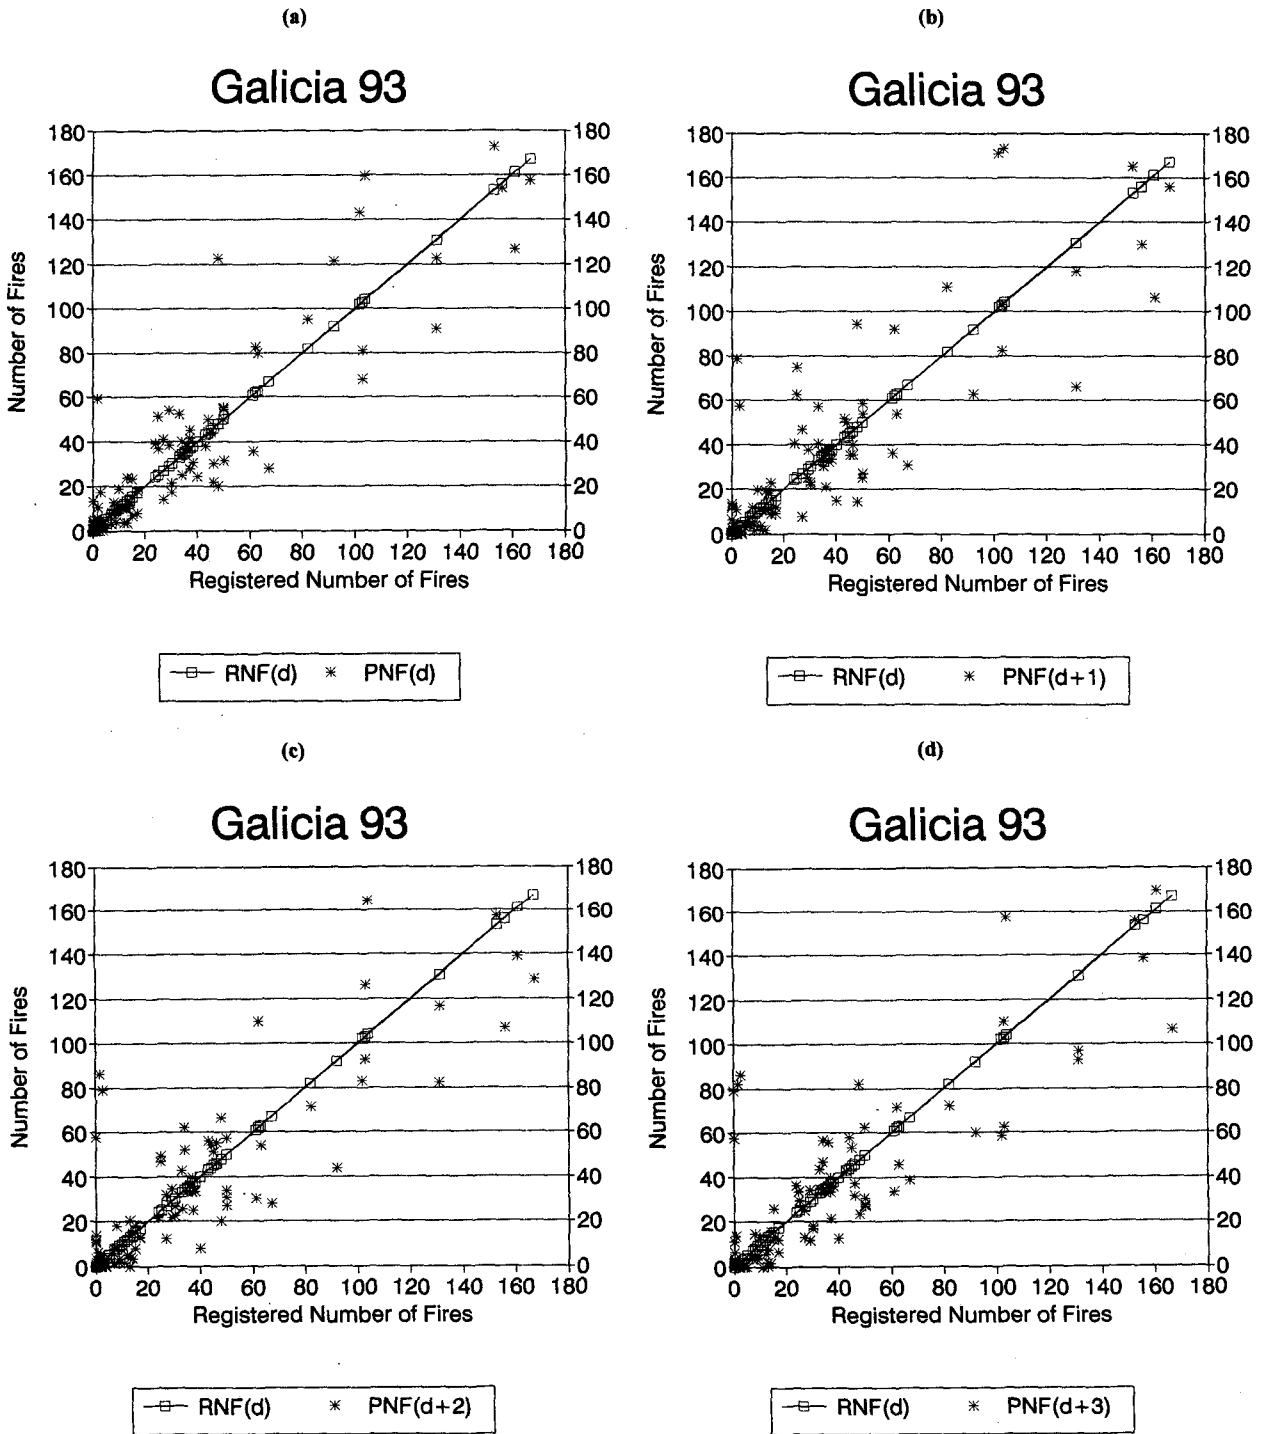 (a)
Galicia 93
180 180
160 160
140 140
120 120
100 100
80 80
60 60
40 40
20 20
0 0
0 20 40 60 80 100 120 140 160 180
Number of Fires
Registered Number of Fires
RNF(d) PNF(d)
(b)
Galicia 93
180 180
160 160
140 140
120 120
100 100
80 80
60 60
40 40
20 20
0 0
0 20 40 60 80 100 120 140 160 180
Number of Fires
Registered Number of Fires
RNF(d) PNF(d+1)
(c)
Galicia 93
180 180
160 160
140 140
120 120
100 100
80 80
60 60
40 40
20 20
0 0
0 20 40 60 80 100 120 140 160 180
Number of Fires
Registered Number of Fires
RNF(d) PNF(d+2)
(d)
Galicia 93
180 180
160 160
140 140
120 120
100 100
80 80
60 60
40 40
20 20
0 0
0 20 40 60 80 100 120 140 160 180
Number of Fires
Registered Number of Fires
RNF(d) PNF(d+3)